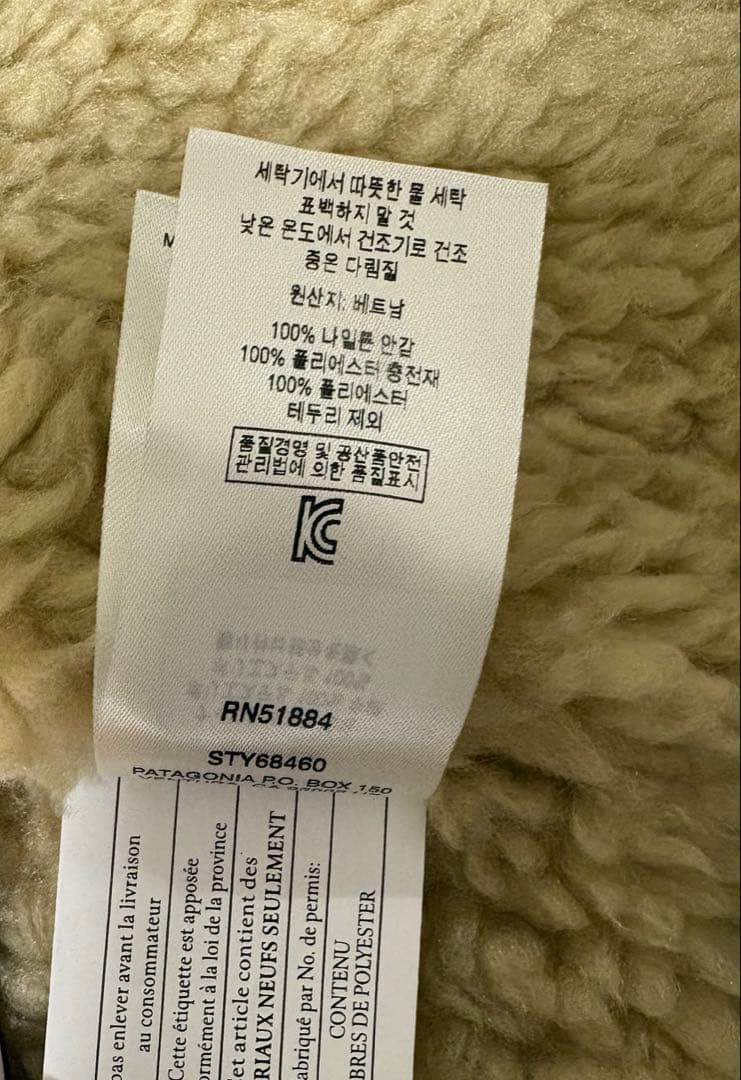 M
세탁기에서 따뜻한 물 세탁
표백하지 말 것
낮은 온도에서 건조기로 건조
중온 다림질
원산지: 베트남
100% 나일론 안감
100% 폴리에스터 충전재
100% 폴리에스터
테두리 제외
품질경영 및 공산품안전
관리법에 의한 품질표시
RN51884
STY68460
PATAGONIA P.O. BOX 150
pas enlever avant la livraison
au consommateur
Cette étiquette est apposée
ormément à la loi de la province
et article contient des
RIAUX NEUFS SEULEMENT
abriqué par No. de permis:
CONTENU
BRES DE POLYESTER